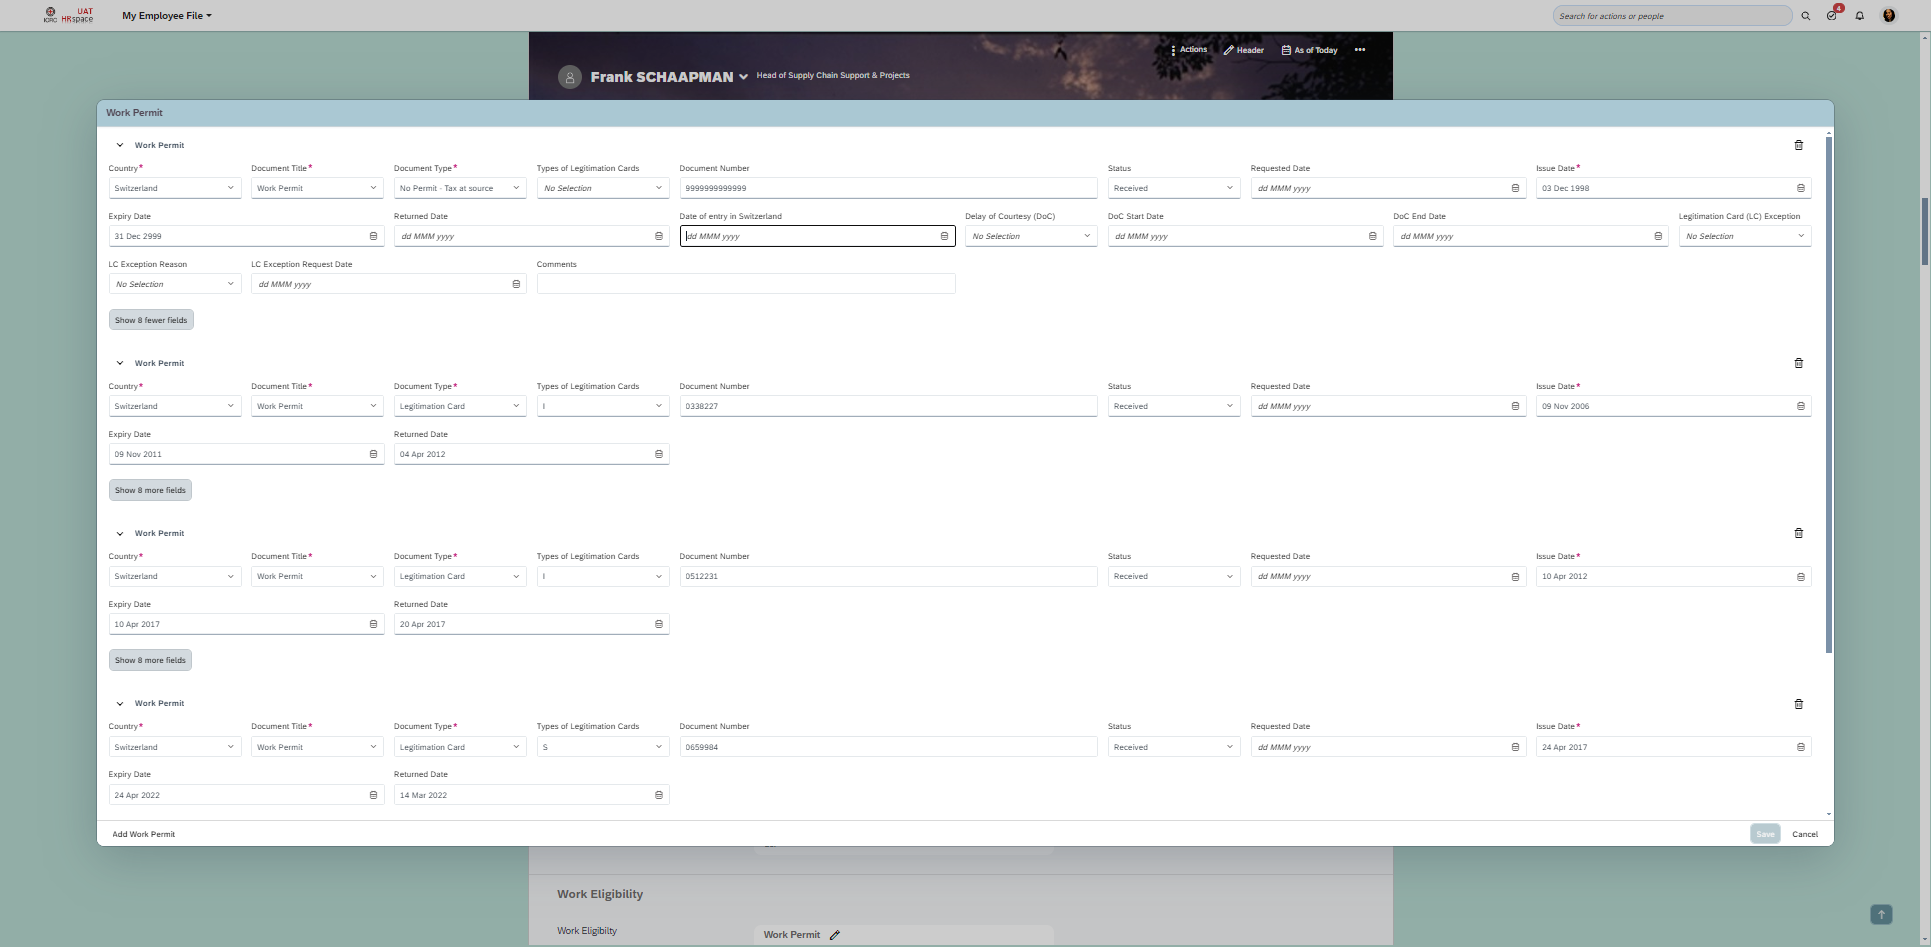 ICRC
UAT
HRspace
My Employee File
Search for actions or people
4
Actions
Header
As of Today
Frank SCHAAPMAN
Head of Supply Chain Support & Projects
Work Permit
Work Permit
Country* Document Title* Document Type* Types of Legitimation Cards Document Number Status Requested Date Issue Date*
Switzerland Work Permit No Permit - Tax at source No Selection 9999999999999 Received dd MMM yyyy 03 Dec 1998
Expiry Date Returned Date Date of entry in Switzerland Delay of Courtesy (DoC) DoC Start Date DoC End Date Legitimation Card (LC) Exception
31 Dec 2999 dd MMM yyyy dd MMM yyyy No Selection dd MMM yyyy dd MMM yyyy No Selection
LC Exception Reason LC Exception Request Date Comments
No Selection dd MMM yyyy
Show 8 fewer fields
Work Permit
Country* Document Title* Document Type* Types of Legitimation Cards Document Number Status Requested Date Issue Date*
Switzerland Work Permit Legitimation Card I 0338227 Received dd MMM yyyy 09 Nov 2006
Expiry Date Returned Date
09 Nov 2011 04 Apr 2012
Show 8 more fields
Work Permit
Country* Document Title* Document Type* Types of Legitimation Cards Document Number Status Requested Date Issue Date*
Switzerland Work Permit Legitimation Card I 0512231 Received dd MMM yyyy 10 Apr 2012
Expiry Date Returned Date
10 Apr 2017 20 Apr 2017
Show 8 more fields
Work Permit
Country* Document Title* Document Type* Types of Legitimation Cards Document Number Status Requested Date Issue Date*
Switzerland Work Permit Legitimation Card S 0659984 Received dd MMM yyyy 24 Apr 2017
Expiry Date Returned Date
24 Apr 2022 14 Mar 2022
Add Work Permit
Save
Cancel
Work Eligibility
Work Eligibilty
Work Permit